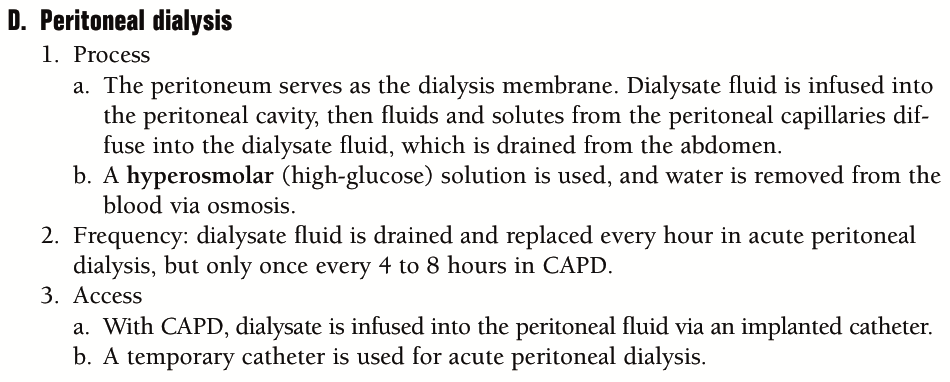 D. Peritoneal dialysis
1. Process
a. The peritoneum serves as the dialysis membrane. Dialysate fluid is infused into
the peritoneal cavity, then fluids and solutes from the peritoneal capillaries dif-
fuse into the dialysate fluid, which is drained from the abdomen.
b. A hyperosmolar (high-glucose) solution is used, and water is removed from the
blood via osmosis.
2. Frequency: dialysate fluid is drained and replaced every hour in acute peritoneal
dialysis, but only once every 4 to 8 hours in CAPD.
3. Access
a. With CAPD, dialysate is infused into the peritoneal fluid via an implanted catheter.
b. A temporary catheter is used for acute peritoneal dialysis.